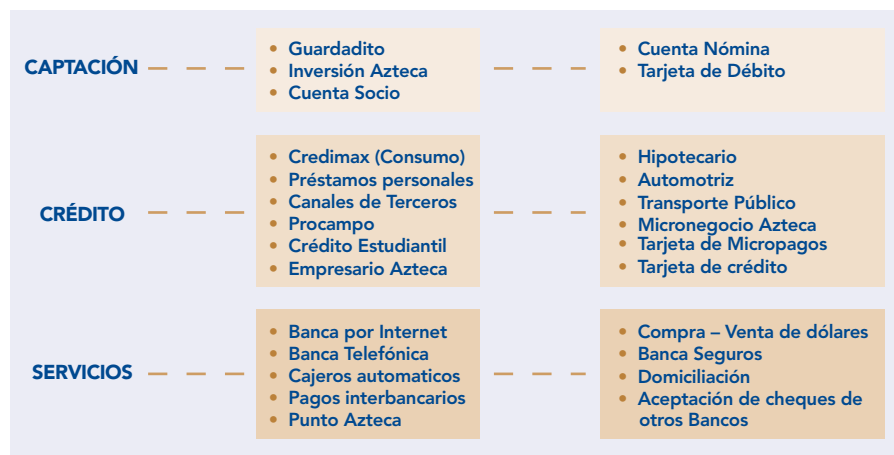 CAPTACIÓN
• Guardadito
• Inversión Azteca
• Cuenta Socio
• Cuenta Nómina
• Tarjeta de Débito
CRÉDITO
• Credimax (Consumo)
• Préstamos personales
• Canales de Terceros
• Procampo
• Crédito Estudiantil
• Empresario Azteca
• Hipotecario
• Automotriz
• Transporte Público
• Micronegocio Azteca
• Tarjeta de Micropagos
• Tarjeta de crédito
SERVICIOS
• Banca por Internet
• Banca Telefónica
• Cajeros automaticos
• Pagos interbancarios
• Punto Azteca
• Compra – Venta de dólares
• Banca Seguros
• Domiciliación
• Aceptación de cheques de
otros Bancos